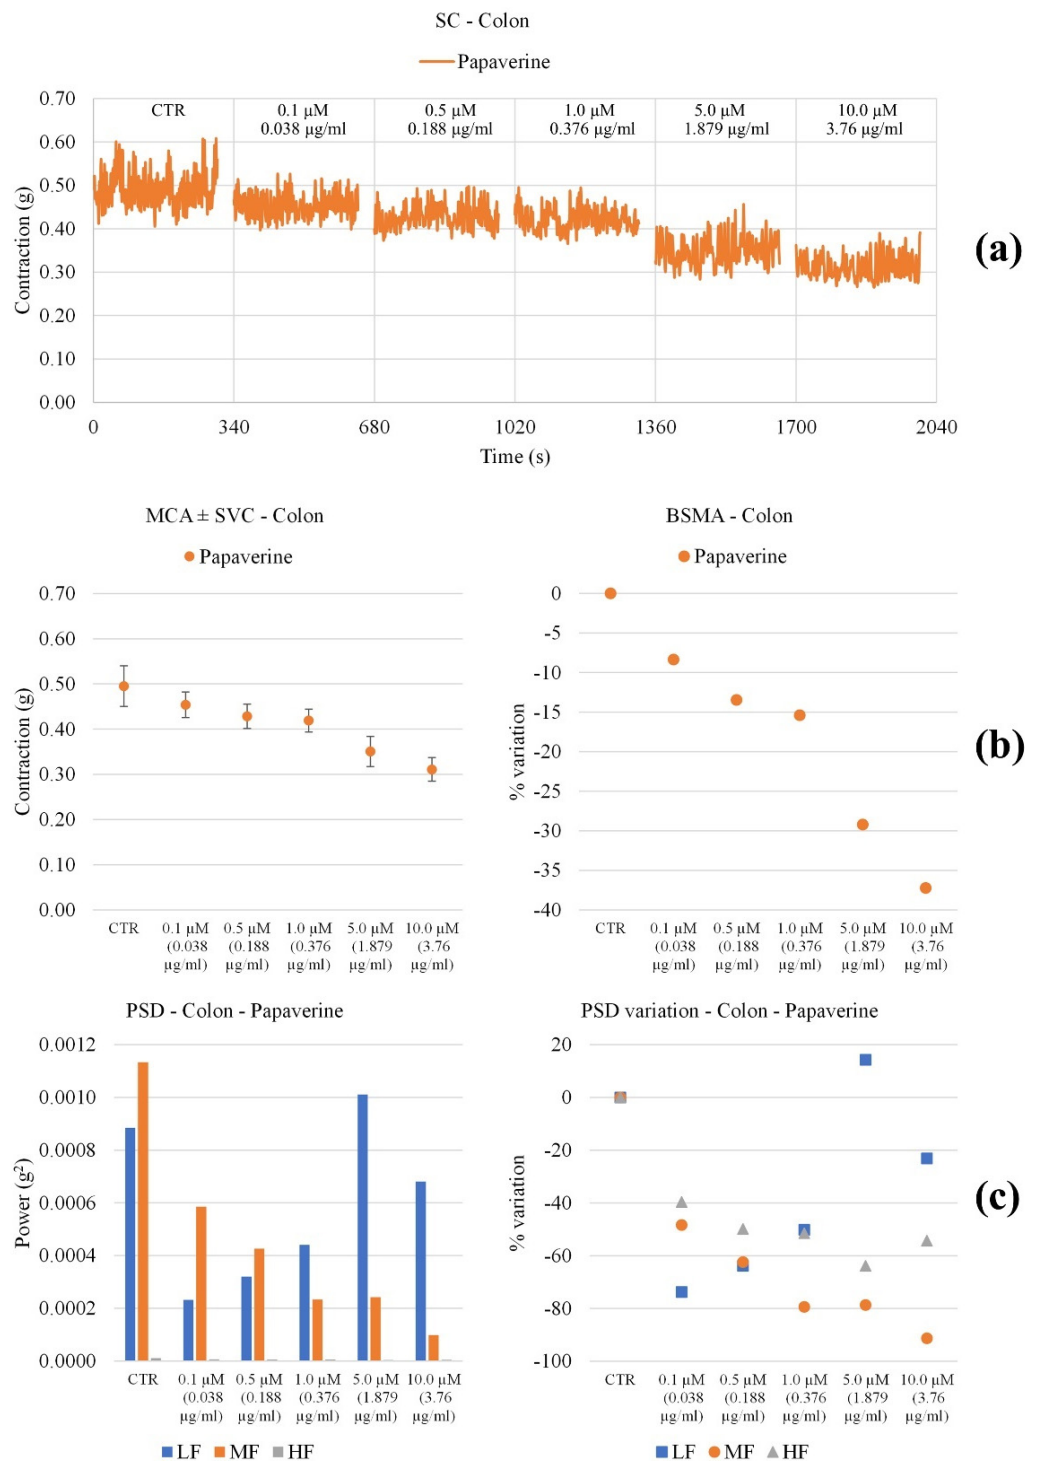 SC - Colon
Papaverine
0.70
0.60
0.50
0.40
0.30
0.20
0.10
0.00
Contraction (g)
CTR
0.1 µM
0.038 µg/ml
0.5 µM
0.188 µg/ml
1.0 µM
0.376 µg/ml
5.0 µM
1.879 µg/ml
10.0 µM
3.76 µg/ml
0 340 680 1020 1360 1700 2040
Time (s)
(a)
MCA ± SVC - Colon
Papaverine
0.70
0.60
0.50
0.40
0.30
0.20
0.10
0.00
Contraction (g)
CTR
0.1 µM
(0.038
µg/ml)
0.5 µM
(0.188
µg/ml)
1.0 µM
(0.376
µg/ml)
5.0 µM
(1.879
µg/ml)
10.0 µM
(3.76
µg/ml)
BSMA - Colon
Papaverine
0
-5
-10
-15
-20
-25
-30
-35
-40
% variation
CTR
0.1 µM
(0.038
µg/ml)
0.5 µM
(0.188
µg/ml)
1.0 µM
(0.376
µg/ml)
5.0 µM
(1.879
µg/ml)
10.0 µM
(3.76
µg/ml)
(b)
PSD - Colon - Papaverine
0.0012
0.0010
0.0008
0.0006
0.0004
0.0002
0.0000
Power (g²)
CTR
0.1 µM
(0.038
µg/ml)
0.5 µM
(0.188
µg/ml)
1.0 µM
(0.376
µg/ml)
5.0 µM
(1.879
µg/ml)
10.0 µM
(3.76
µg/ml)
LF MF HF
PSD variation - Colon - Papaverine
20
0
-20
-40
-60
-80
-100
% variation
CTR
0.1 µM
(0.038
µg/ml)
0.5 µM
(0.188
µg/ml)
1.0 µM
(0.376
µg/ml)
5.0 µM
(1.879
µg/ml)
10.0 µM
(3.76
µg/ml)
LF MF HF
(c)